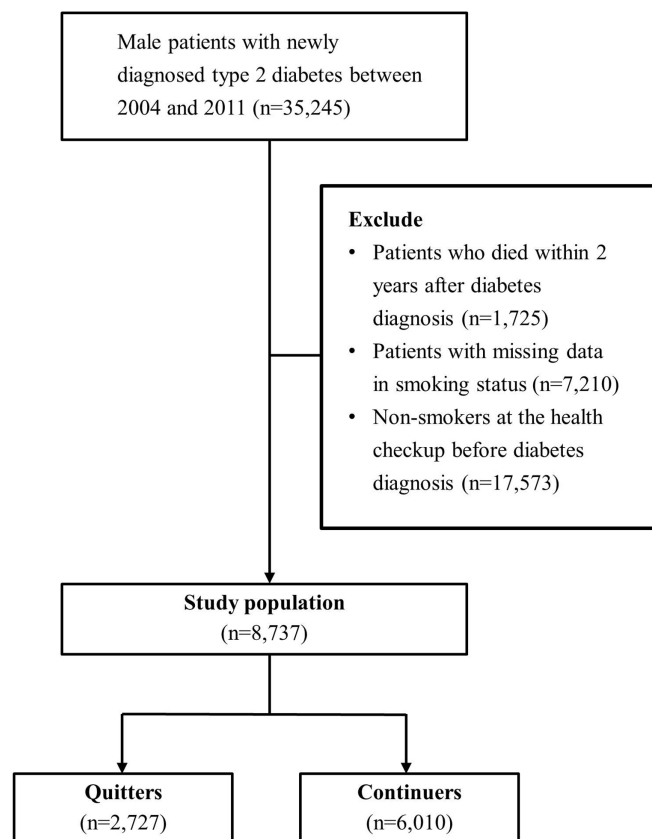 Male patients with newly
diagnosed type 2 diabetes between
2004 and 2011 (n=35,245)
Exclude
• Patients who died within 2
years after diabetes
diagnosis (n=1,725)
• Patients with missing data
in smoking status (n=7,210)
• Non-smokers at the health
checkup before diabetes
diagnosis (n=17,573)
Study population
(n=8,737)
Quitters
(n=2,727)
Continuers
(n=6,010)